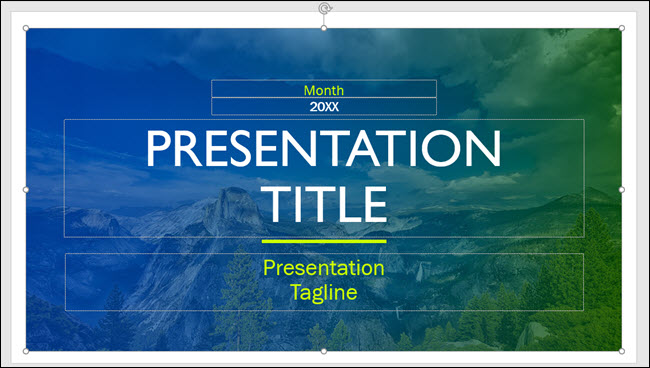 Month
20XX
PRESENTATION
TITLE
Presentation
Tagline